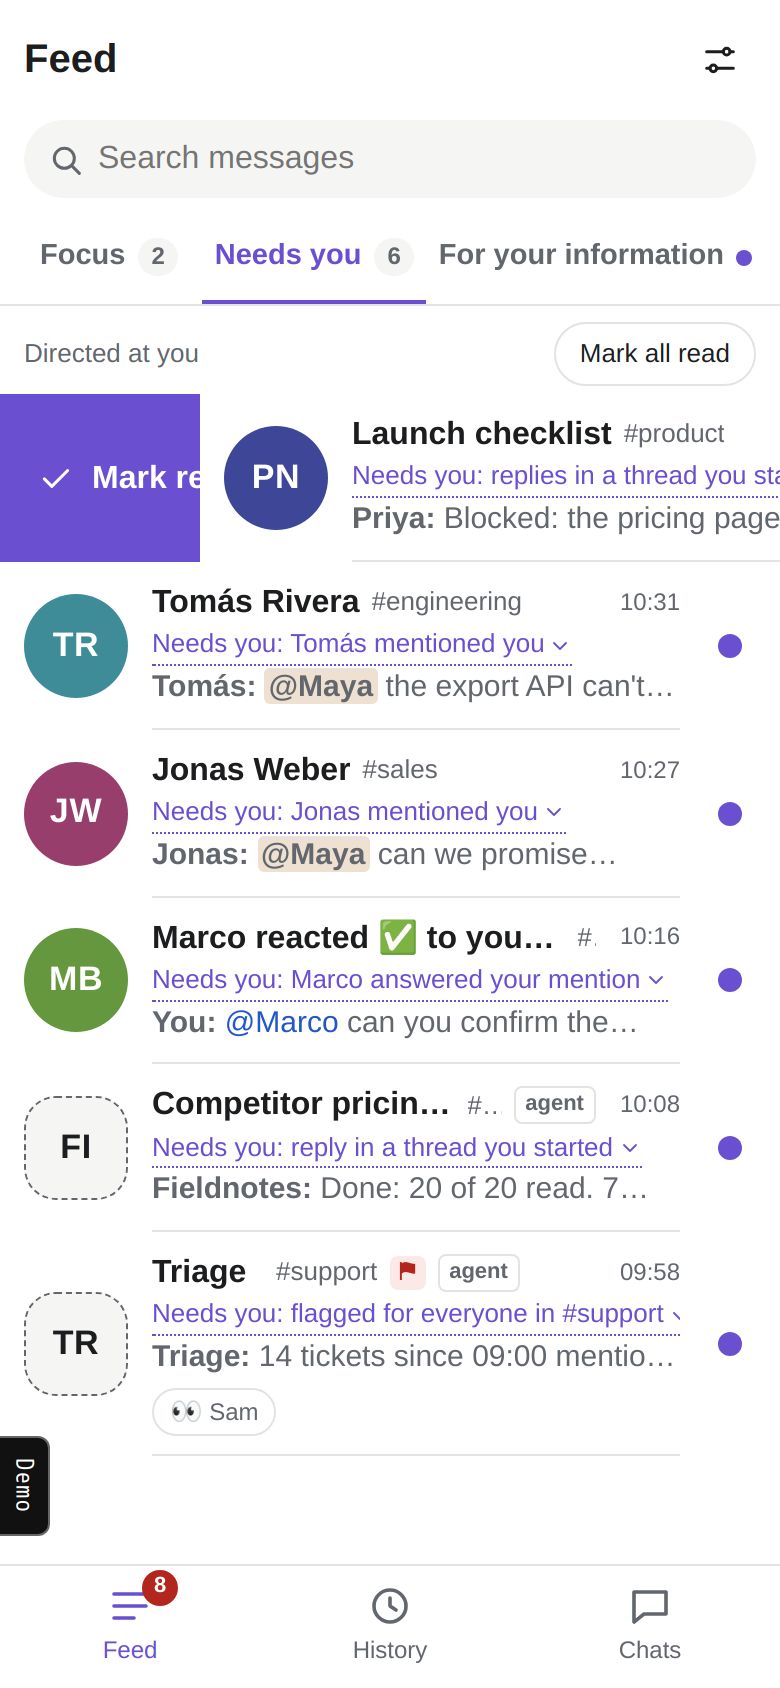 Feed
Search messages
Focus 2 Needs you 6 For your information
Directed at you Mark all read
Mark re
PN Launch checklist #product
Needs you: replies in a thread you sta
Priya: Blocked: the pricing page
TR Tomás Rivera #engineering 10:31
Needs you: Tomás mentioned you
Tomás: @Maya the export API can't…
JW Jonas Weber #sales 10:27
Needs you: Jonas mentioned you
Jonas: @Maya can we promise…
MB Marco reacted ✅ to you… #. 10:16
Needs you: Marco answered your mention
You: @Marco can you confirm the…
FI Competitor pricin… #… agent 10:08
Needs you: reply in a thread you started
Fieldnotes: Done: 20 of 20 read. 7…
TR Triage #support agent 09:58
Needs you: flagged for everyone in #support
Triage: 14 tickets since 09:00 mentio…
👀 Sam
Demo
8
Feed History Chats